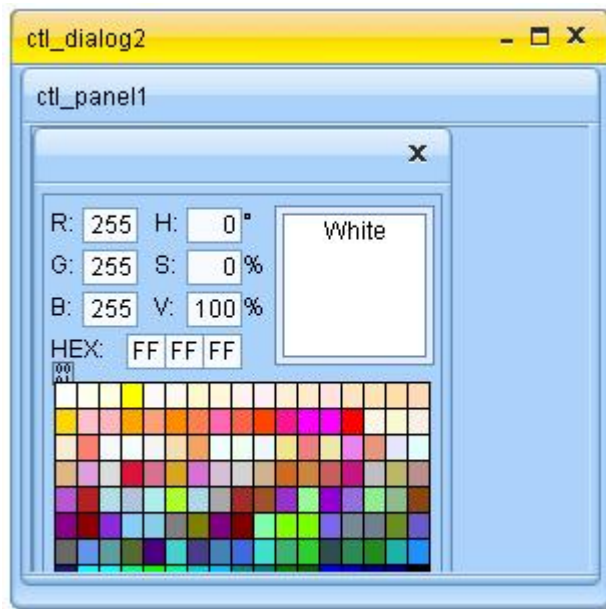 ctl_dialog2
ctl_panel1
R: 255 H: 0 °
White
G: 255 S: 0 %
B: 255 V: 100 %
HEX: FF FF FF